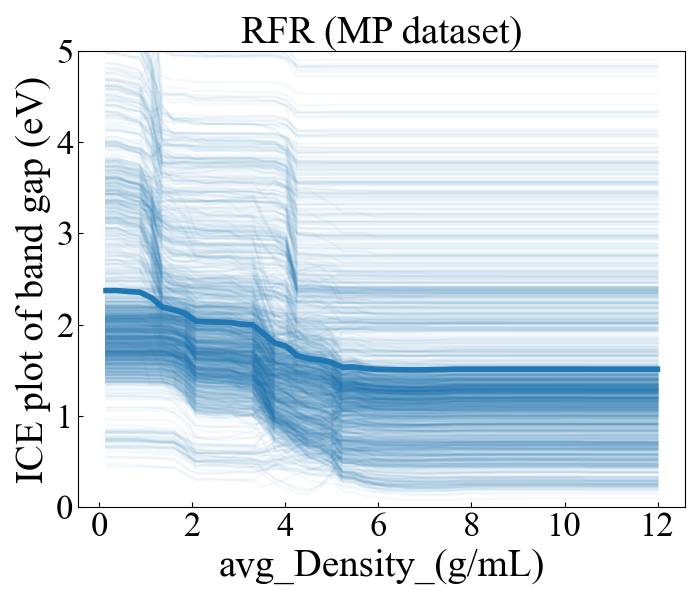 RFR (MP dataset)
ICE plot of band gap (eV)
5
4
3
2
1
0
0 2 4 6 8 10 12
avg_Density_(g/mL)